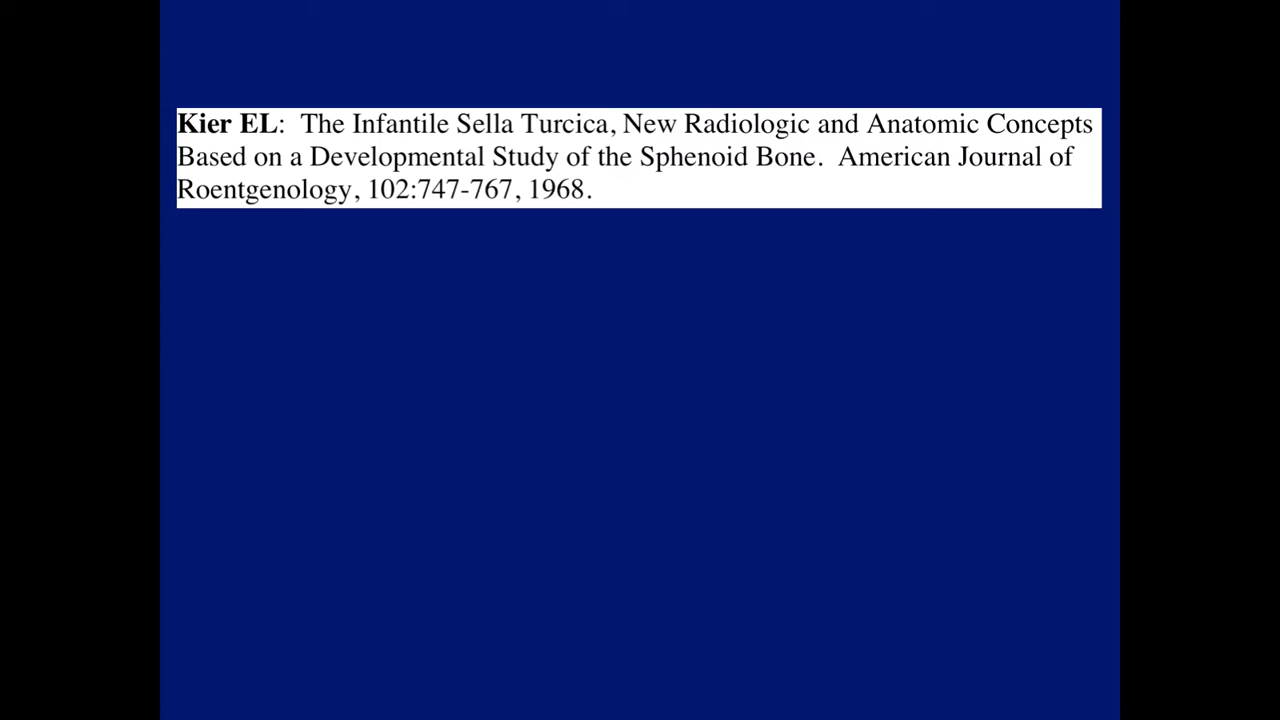 Kier EL:  The Infantile Sella Turcica, New Radiologic and Anatomic Concepts
Based on a Developmental Study of the Sphenoid Bone.  American Journal of
Roentgenology, 102:747-767, 1968.